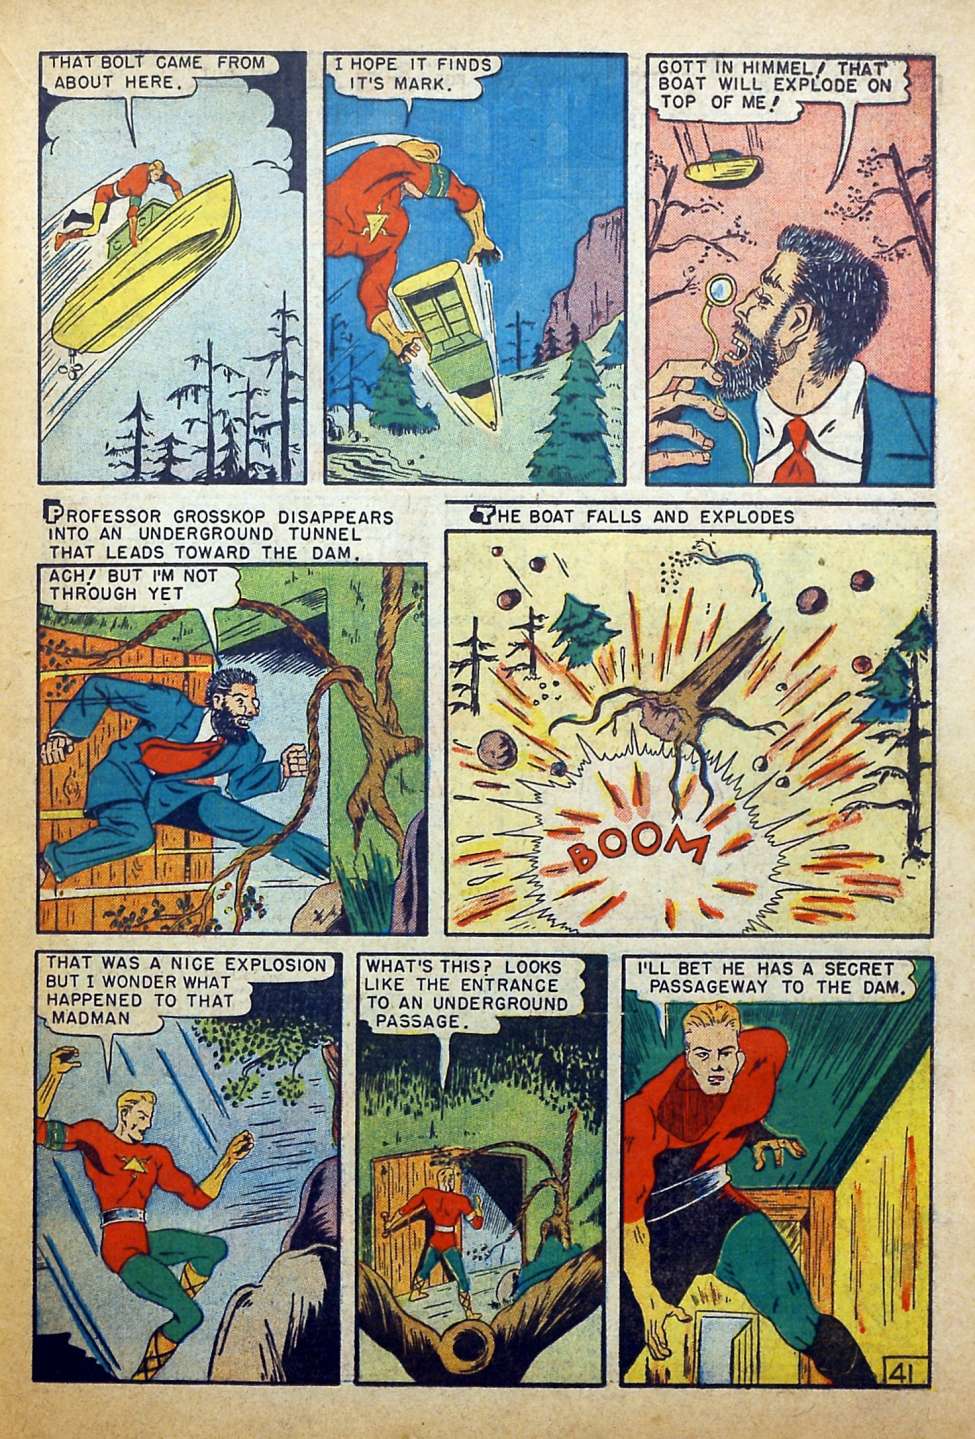 THAT BOLT CAME FROM
ABOUT HERE.
I HOPE IT FINDS
IT'S MARK.
GOTT IN HIMMEL! THAT
BOAT WILL EXPLODE ON
TOP OF ME!
PROFESSOR GROSSKOP DISAPPEARS
INTO AN UNDERGROUND TUNNEL
THAT LEADS TOWARD THE DAM.
ACH! BUT I'M NOT
THROUGH YET
THE BOAT FALLS AND EXPLODES
BOOM
THAT WAS A NICE EXPLOSION
BUT I WONDER WHAT
HAPPENED TO THAT
MADMAN
WHAT'S THIS? LOOKS
LIKE THE ENTRANCE
TO AN UNDERGROUND
PASSAGE.
I'LL BET HE HAS A SECRET
PASSAGEWAY TO THE DAM.
41